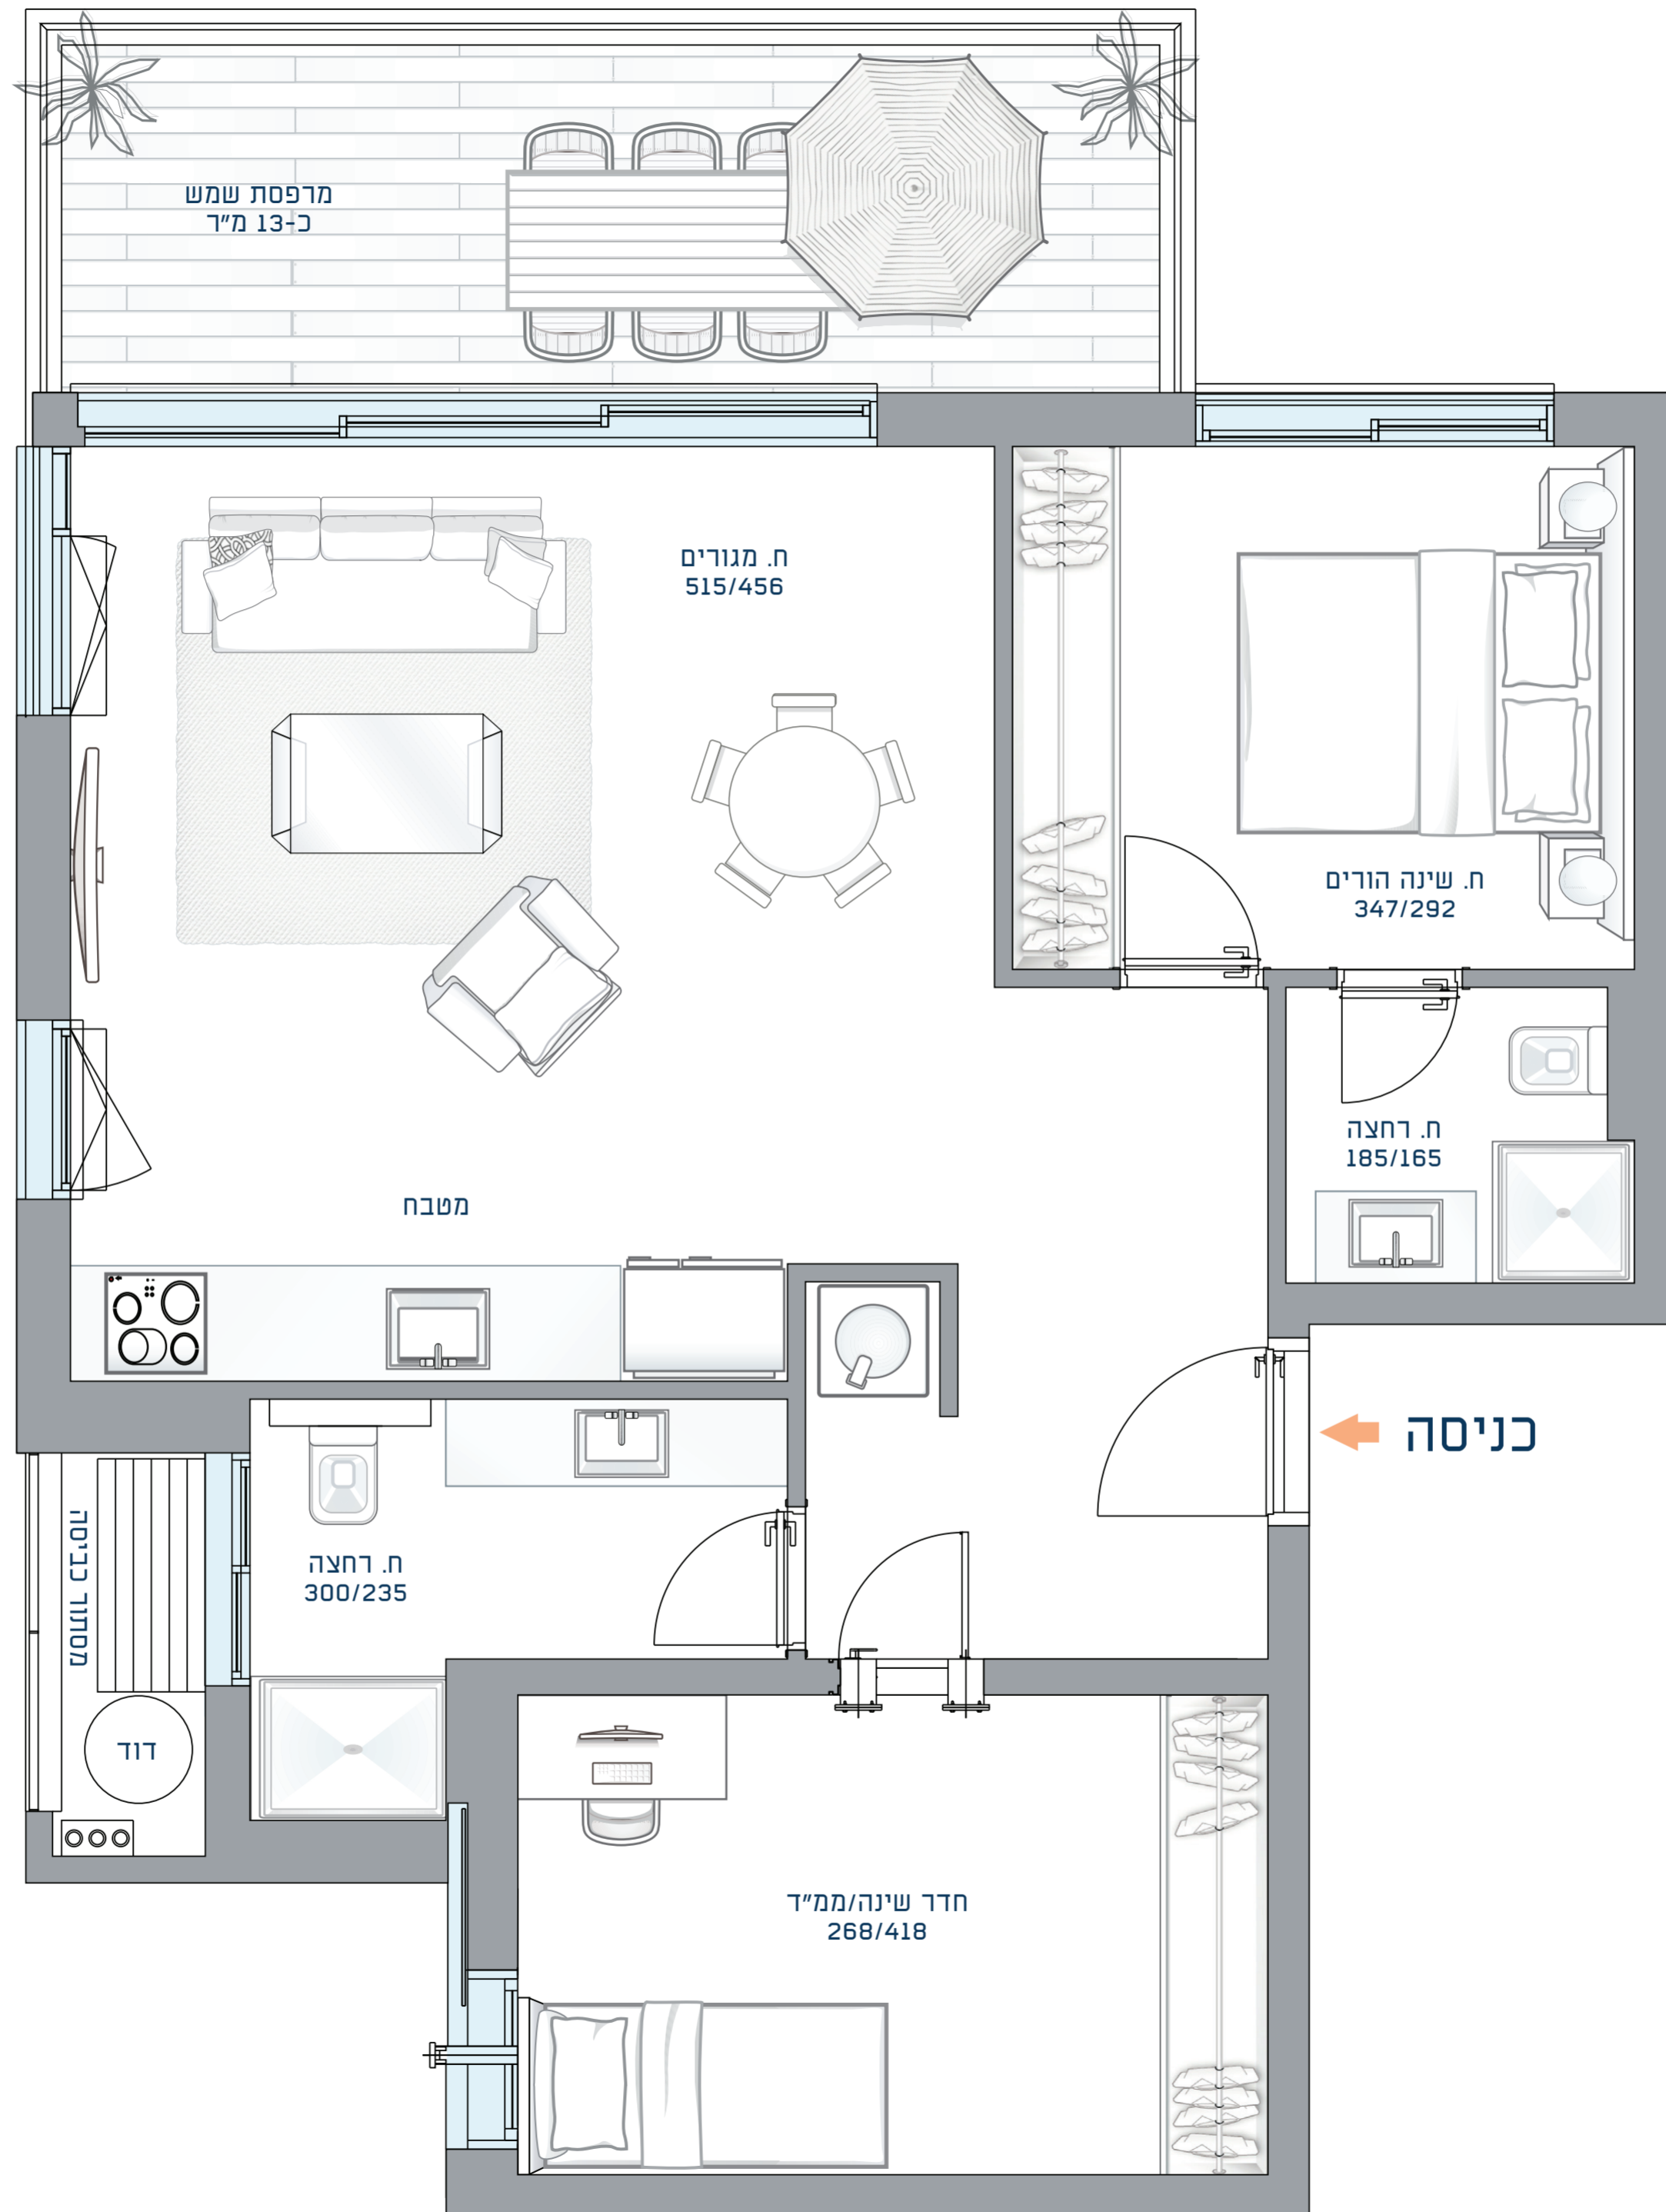 מרפסת שמש
כ-13 מ״ר
ח. מגורים
515/456
ח. שינה הורים
347/292
ח. רחצה
185/165
מטבח
כניסה
ח. רחצה
300/235
מסתור כביסה
דוד
חדר שינה/ממ״ד
268/418